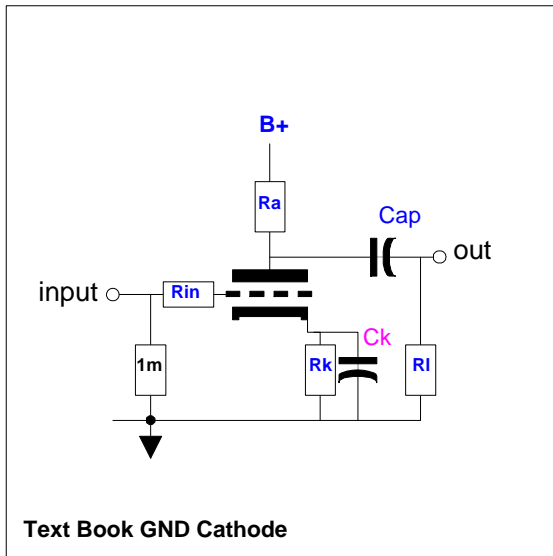 B+
Ra
Cap
out
input
Rin
Ck
1m
Rk
Rl
Text Book GND Cathode